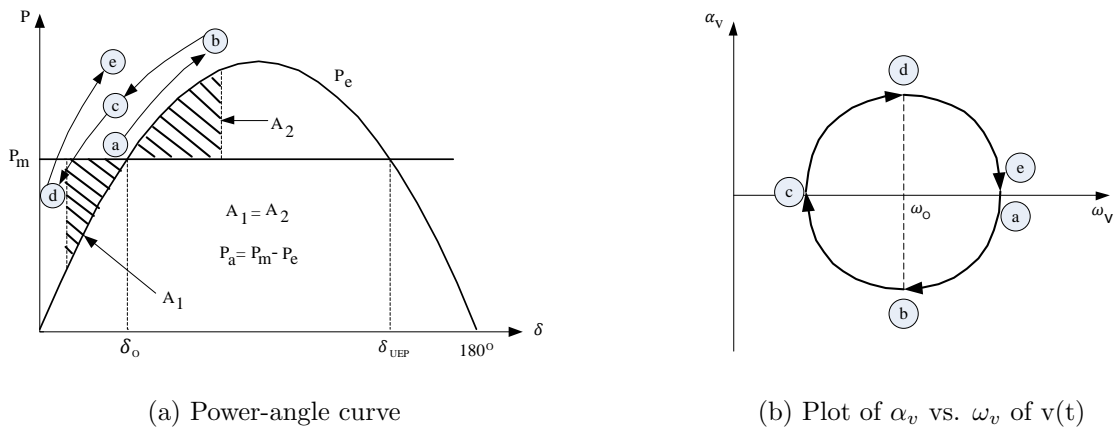 P
b
e
P_e
c
a
A_2
P_m
d
A_1 = A_2
P_a = P_m - P_e
A_1
δ_O
δ_UEP
180°
δ
(a) Power-angle curve
α_v
d
e
c
ω_o
a
ω_v
b
(b) Plot of α_v vs. ω_v of v(t)